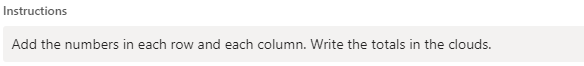 Instructions
Add the numbers in each row and each column. Write the totals in the clouds.